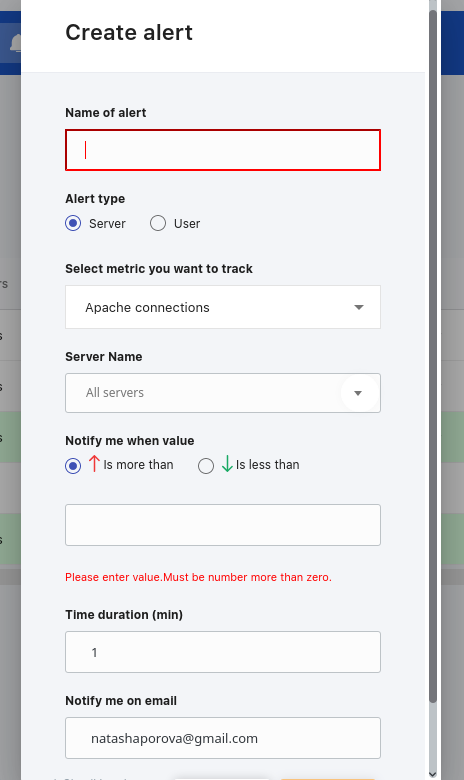 Create alert
Name of alert
Alert type
Server User
Select metric you want to track
Apache connections
Server Name
All servers
Notify me when value
Is more than Is less than
Please enter value.Must be number more than zero.
Time duration (min)
1
Notify me on email
natashaporova@gmail.com